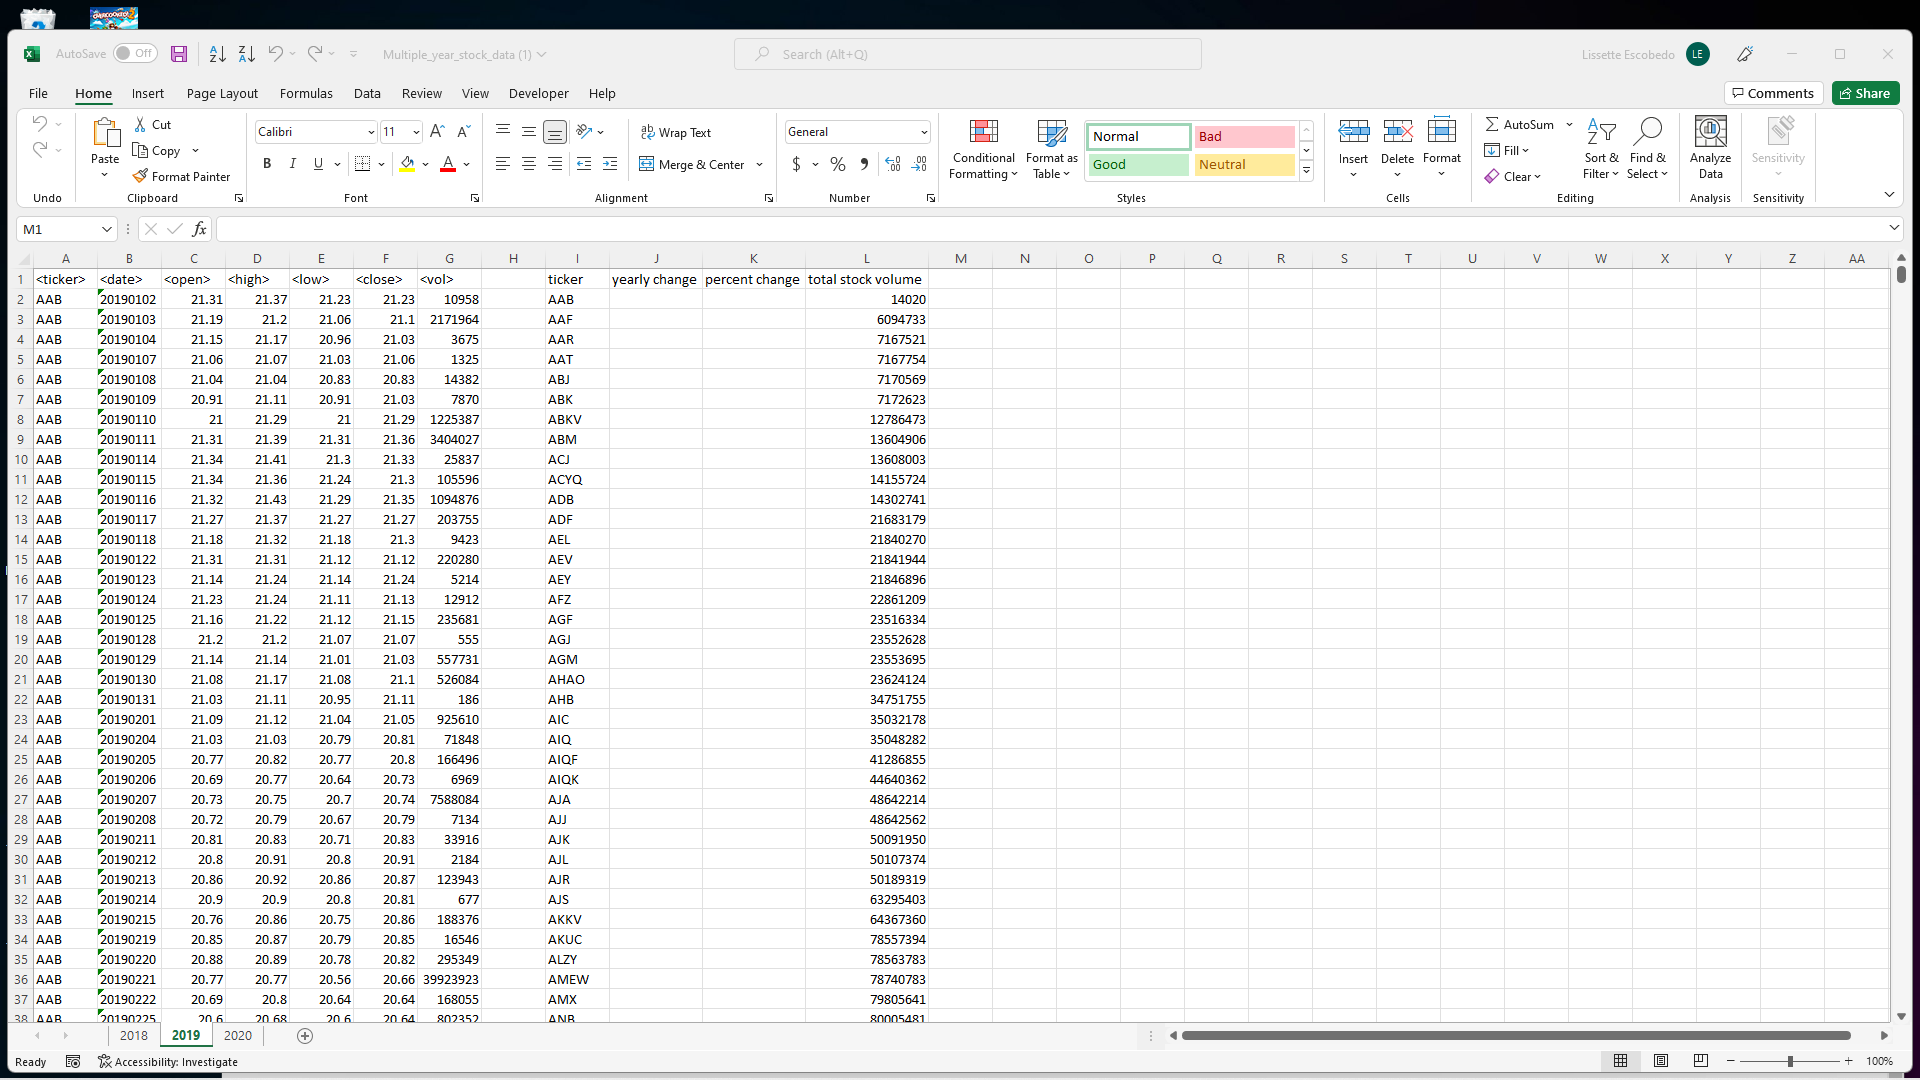 AutoSave Off Multiple_year_stock_data (1) Search (Alt+Q) Lissette Escobedo LE
File Home Insert Page Layout Formulas Data Review View Developer Help Comments Share
Cut Copy Format Painter Paste
Calibri 11 Wrap Text General
B I U Merge & Center $ %
Conditional Formatting Format as Table Normal Bad Good Neutral
Insert Delete Format AutoSum Fill Clear Sort & Filter Find & Select Analyze Data Sensitivity
Undo Clipboard Font Alignment Number Styles Cells Editing Analysis Sensitivity
M1 fx
A B C D E F G H I J K L M N O P Q R S T U V W X Y Z AA
1 <ticker> <date> <open> <high> <low> <close> <vol> ticker yearly change percent change total stock volume
2 AAB 20190102 21.31 21.37 21.23 21.23 10958 AAB 14020
3 AAB 20190103 21.19 21.2 21.06 21.1 2171964 AAF 6094733
4 AAB 20190104 21.15 21.17 20.96 21.03 3675 AAR 7167521
5 AAB 20190107 21.06 21.07 21.03 21.06 1325 AAT 7167754
6 AAB 20190108 21.04 21.04 20.83 20.83 14382 ABJ 7170569
7 AAB 20190109 20.91 21.11 20.91 21.03 7870 ABK 7172623
8 AAB 20190110 21 21.29 21 21.29 1225387 ABKV 12786473
9 AAB 20190111 21.31 21.39 21.31 21.36 3404027 ABM 13604906
10 AAB 20190114 21.34 21.41 21.3 21.33 25837 ACJ 13608003
11 AAB 20190115 21.34 21.36 21.24 21.3 105596 ACYQ 14155724
12 AAB 20190116 21.32 21.43 21.29 21.35 1094876 ADB 14302741
13 AAB 20190117 21.27 21.37 21.27 21.27 203755 ADF 21683179
14 AAB 20190118 21.18 21.32 21.18 21.3 9423 AEL 21840270
15 AAB 20190122 21.31 21.31 21.12 21.12 220280 AEV 21841944
16 AAB 20190123 21.14 21.24 21.14 21.24 5214 AEY 21846896
17 AAB 20190124 21.23 21.24 21.11 21.13 12912 AFZ 22861209
18 AAB 20190125 21.16 21.22 21.12 21.15 235681 AGF 23516334
19 AAB 20190128 21.2 21.2 21.07 21.07 555 AGJ 23552628
20 AAB 20190129 21.14 21.14 21.01 21.03 557731 AGM 23553695
21 AAB 20190130 21.08 21.17 21.08 21.1 526084 AHAO 23624124
22 AAB 20190131 21.03 21.11 20.95 21.11 186 AHB 34751755
23 AAB 20190201 21.09 21.12 21.04 21.05 925610 AIC 35032178
24 AAB 20190204 21.03 21.03 20.79 20.81 71848 AIQ 35048282
25 AAB 20190205 20.77 20.82 20.77 20.8 166496 AIQF 41286855
26 AAB 20190206 20.69 20.77 20.64 20.73 6969 AIQK 44640362
27 AAB 20190207 20.73 20.75 20.7 20.74 7588084 AJA 48642214
28 AAB 20190208 20.72 20.79 20.67 20.79 7134 AJJ 48642562
29 AAB 20190211 20.81 20.83 20.71 20.83 33916 AJK 50091950
30 AAB 20190212 20.8 20.91 20.8 20.91 2184 AJL 50107374
31 AAB 20190213 20.86 20.92 20.86 20.87 123943 AJR 50189319
32 AAB 20190214 20.9 20.9 20.8 20.81 677 AJS 63295403
33 AAB 20190215 20.76 20.86 20.75 20.86 188376 AKKV 64367360
34 AAB 20190219 20.85 20.87 20.79 20.85 16546 AKUC 78557394
35 AAB 20190220 20.88 20.89 20.78 20.82 295349 ALZY 78563783
36 AAB 20190221 20.77 20.77 20.56 20.66 39923923 AMEW 78740783
37 AAB 20190222 20.69 20.8 20.64 20.64 168055 AMX 79805641
38 AAB 20190225 20.6 20.68 20.6 20.64 802352 ANB 80005481
2018 2019 2020
Ready Accessibility: Investigate 100%